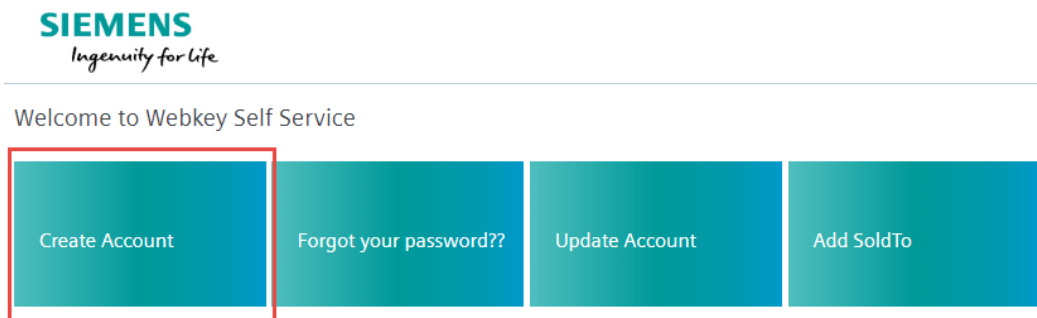 SIEMENS
Ingenuity for life
Welcome to Webkey Self Service
Create Account
Forgot your password??
Update Account
Add SoldTo